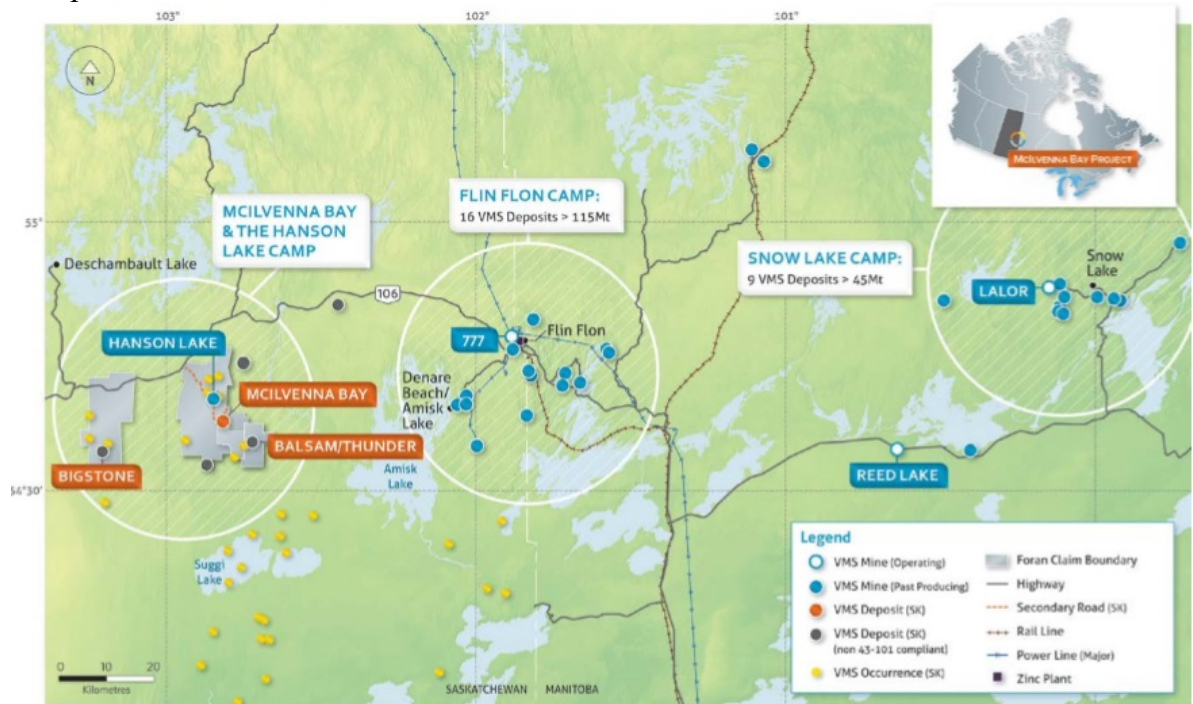 103°
102°
101°
N
MCILVENNA BAY PROJECT
FLIN FLON CAMP:
16 VMS Deposits > 115Mt
55°
MCILVENNA BAY
& THE HANSON
LAKE CAMP
SNOW LAKE CAMP:
9 VMS Deposits > 45Mt
Deschambault Lake
Snow
Lake
LALOR
106
HANSON LAKE
777
Flin Flon
Denare
Beach/
Amisk
Lake
MCILVENNA BAY
BALSAM/THUNDER
BIGSTONE
Amisk
Lake
REED LAKE
54°30'
Suggi
Lake
Legend
VMS Mine (Operating)
VMS Mine (Past Producing)
VMS Deposit (SK)
VMS Deposit (SK)
(non 43-101 compliant)
VMS Occurrence (SK)
Foran Claim Boundary
Highway
Secondary Road (SK)
Rail Line
Power Line (Major)
Zinc Plant
0 10 20
Kilometres
SASKATCHEWAN MANITOBA